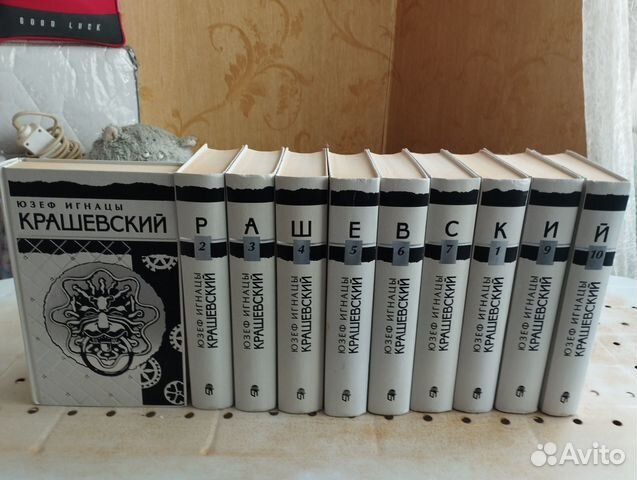 GOOD LUCK
ЮЗЕФ ИГНАЦЫ
КРАШЕВСКИЙ
Р
2
ЮЗЕФ ИГНАЦЫ
КРАШЕВСКИЙ
А
3
ЮЗЕФ ИГНАЦЫ
КРАШЕВСКИЙ
Ш
4
ЮЗЕФ ИГНАЦЫ
КРАШЕВСКИЙ
Е
5
ЮЗЕФ ИГНАЦЫ
КРАШЕВСКИЙ
В
6
ЮЗЕФ ИГНАЦЫ
КРАШЕВСКИЙ
С
7
ЮЗЕФ ИГНАЦЫ
КРАШЕВСКИЙ
К
1
ЮЗЕФ ИГНАЦЫ
КРАШЕВСКИЙ
И
9
ЮЗЕФ ИГНАЦЫ
КРАШЕВСКИЙ
Й
10
ЮЗЕФ ИГНАЦЫ
КРАШЕВСКИЙ
Avito